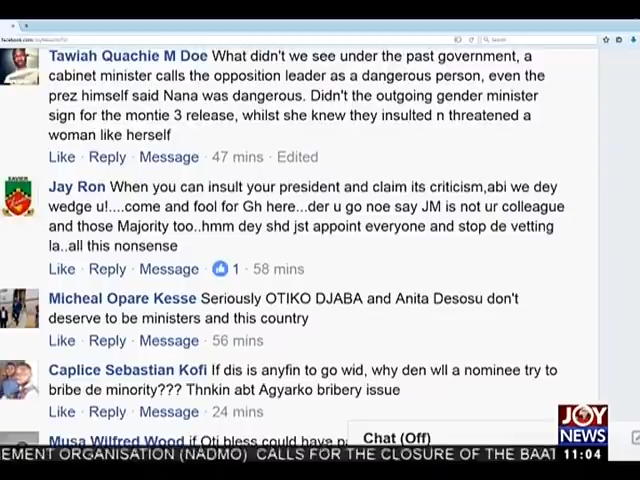 Tawiah Quachie M Doe What didn't we see under the past government, a
cabinet minister calls the opposition leader as a dangerous person, even the
prez himself said Nana was dangerous. Didn't the outgoing gender minister
sign for the montie 3 release, whilst she knew they insulted n threatened a
woman like herself
Like · Reply · Message · 47 mins · Edited
Jay Ron When you can insult your president and claim its criticism,abi we dey
wedge u!....come and fool for Gh here...der u go noe say JM is not ur colleague
and those Majority too..hmm dey shd jst appoint everyone and stop de vetting
la..all this nonsense
Like · Reply · Message · 1 · 58 mins
Micheal Opare Kesse Seriously OTIKO DJABA and Anita Desosu don't
deserve to be ministers and this country
Like · Reply · Message · 56 mins
Caplice Sebastian Kofi If dis is anyfin to go wid, why den wll a nominee try to
bribe de minority??? Thnkin abt Agyarko bribery issue
Like · Reply · Message · 24 mins
Musa Wilfred Wood if Oti bless could have
Chat (Off)
JOY
NEWS
EMENT ORGANISATION (NADMO) CALLS FOR THE CLOSURE OF THE BAAT
11:04